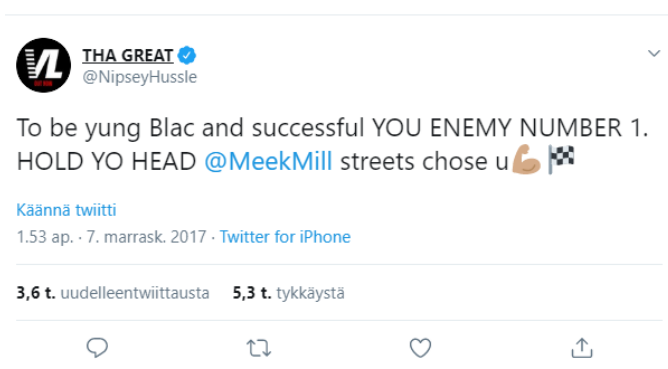 THA GREAT
@NipseyHussle
To be yung Blac and successful YOU ENEMY NUMBER 1.
HOLD YO HEAD @MeekMill streets chose u💪🏽🏁
Käännä twiitti
1.53 ap. · 7. marrask. 2017 · Twitter for iPhone
3,6 t. uudelleentwiittausta 5,3 t. tykkäystä